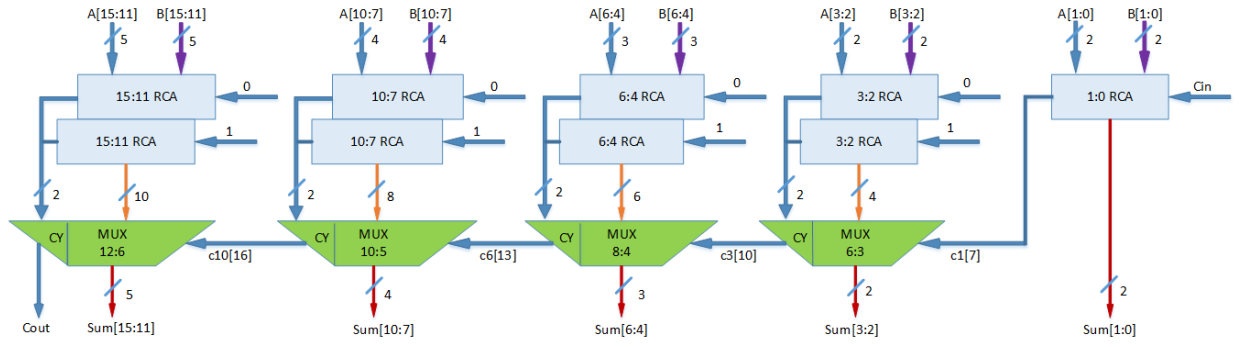 A[15:11] B[15:11] A[10:7] B[10:7] A[6:4] B[6:4] A[3:2] B[3:2] A[1:0] B[1:0]
5 5 4 4 3 3 2 2 2 2
15:11 RCA 0 10:7 RCA 0 6:4 RCA 0 3:2 RCA 0 1:0 RCA Cin
15:11 RCA 1 10:7 RCA 1 6:4 RCA 1 3:2 RCA 1
2 10 2 8 2 6 2 4
CY MUX CY MUX CY MUX CY MUX
12:6 10:5 8:4 6:3
c10[16] c6[13] c3[10] c1[7]
5 4 3 2 2
Cout Sum[15:11] Sum[10:7] Sum[6:4] Sum[3:2] Sum[1:0]